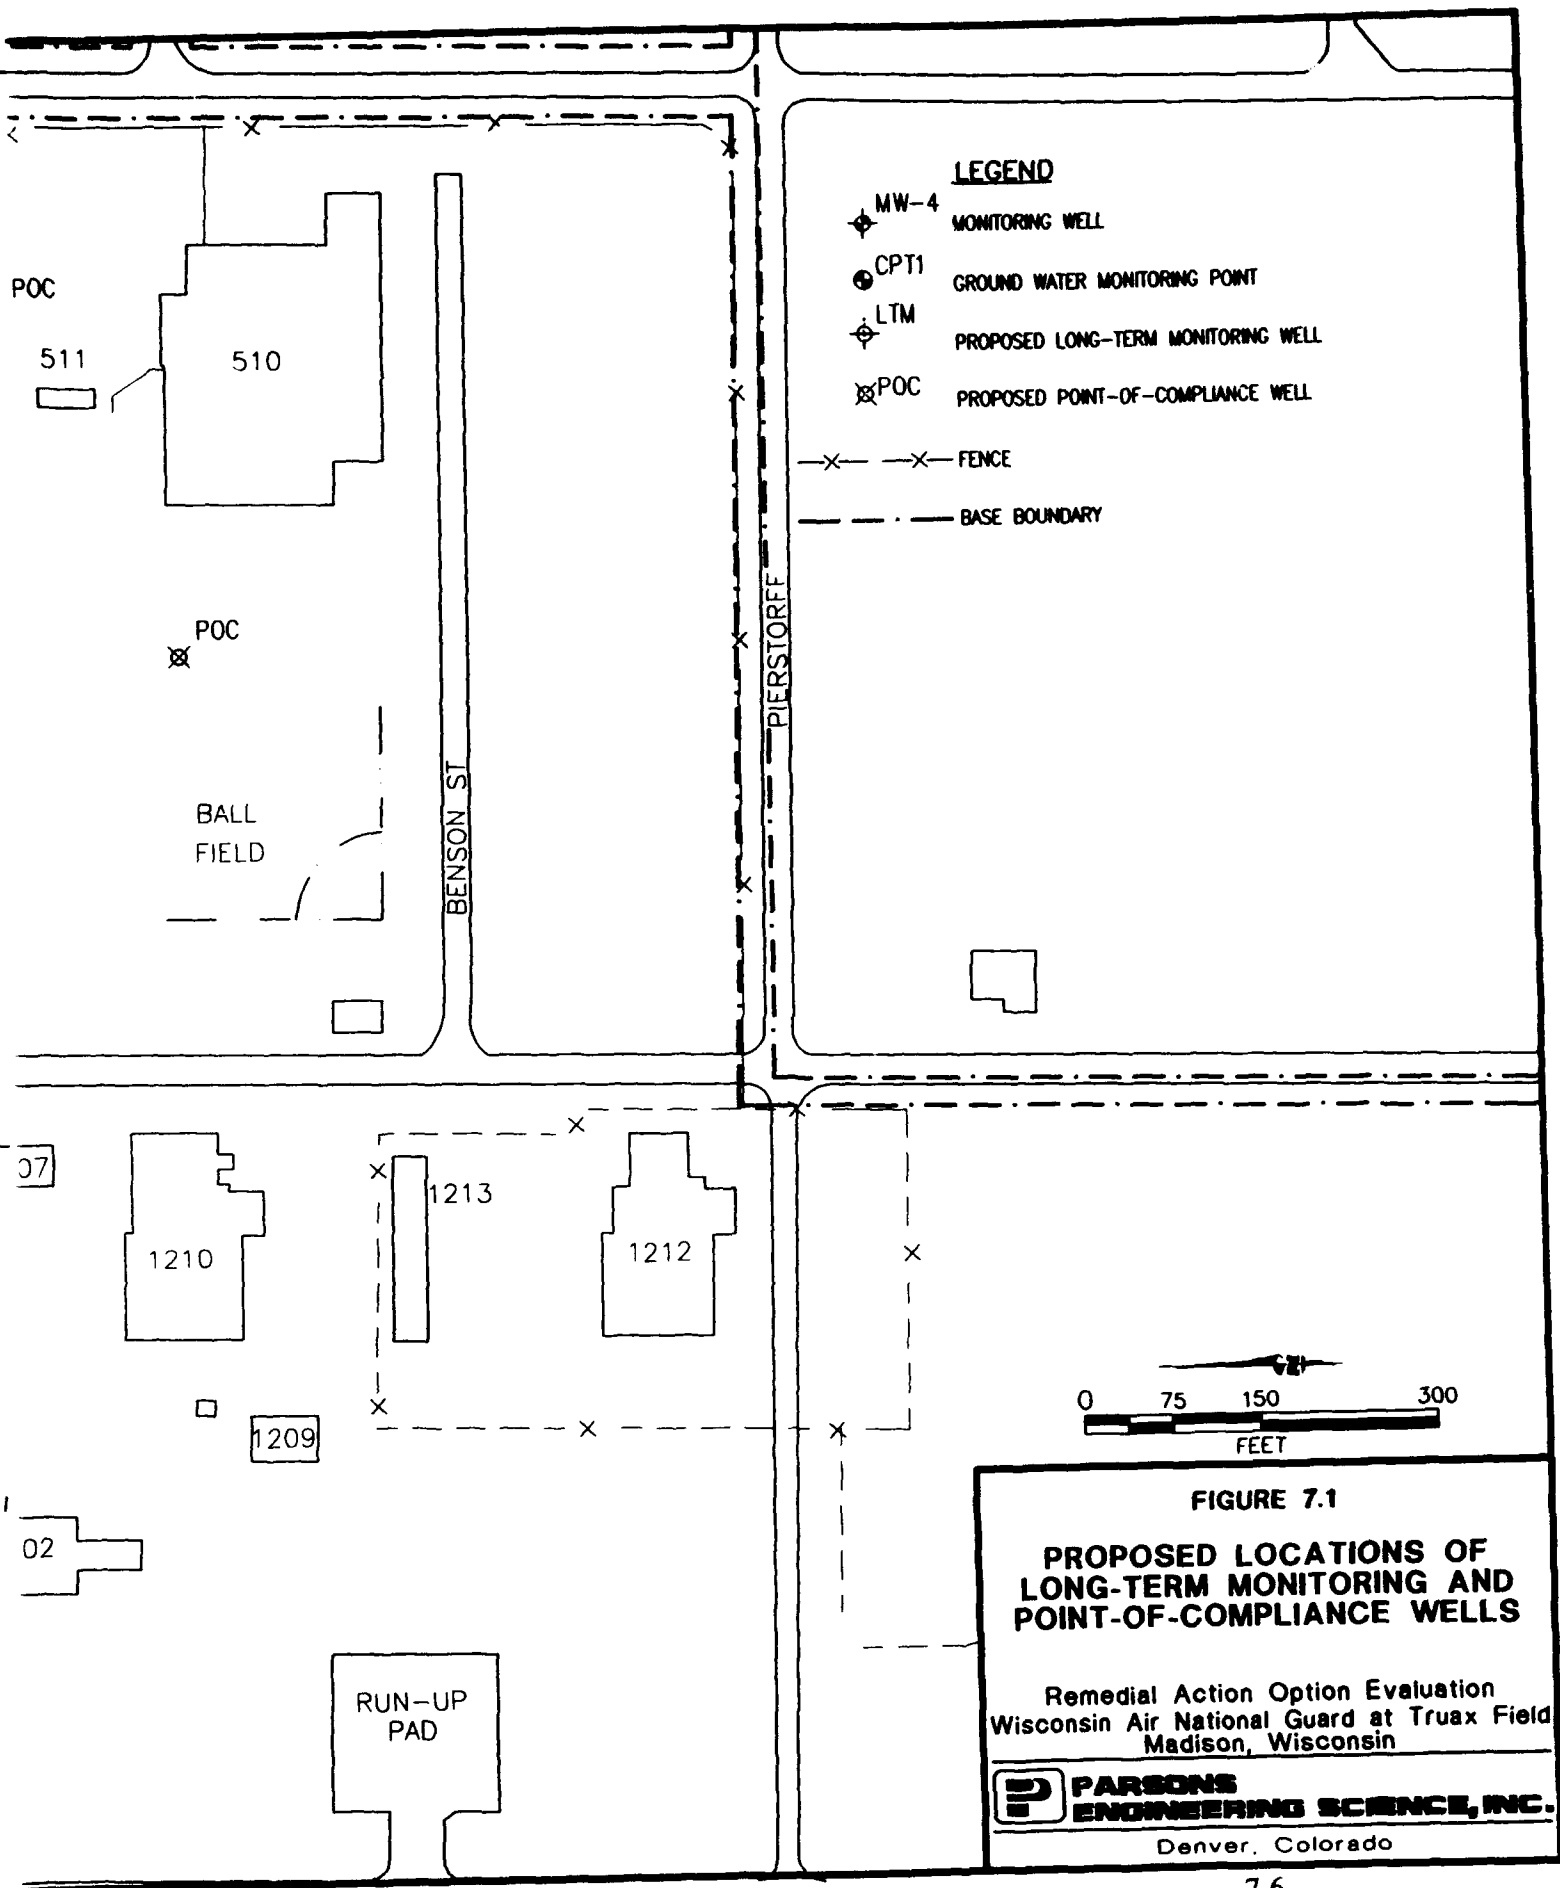 LEGEND
MW-4
MONITORING WELL
CPT1
GROUND WATER MONITORING POINT
LTM
PROPOSED LONG-TERM MONITORING WELL
POC
PROPOSED POINT-OF-COMPLIANCE WELL
FENCE
BASE BOUNDARY
POC
511
510
POC
PIERSTORFF
BENSON ST
BALL
FIELD
07
1210
1213
1212
1209
02
RUN-UP
PAD
0 75 150 300
FEET
FIGURE 7.1
PROPOSED LOCATIONS OF
LONG-TERM MONITORING AND
POINT-OF-COMPLIANCE WELLS
Remedial Action Option Evaluation
Wisconsin Air National Guard at Truax Field
Madison, Wisconsin
PARSONS
ENGINEERING SCIENCE, INC.
Denver, Colorado